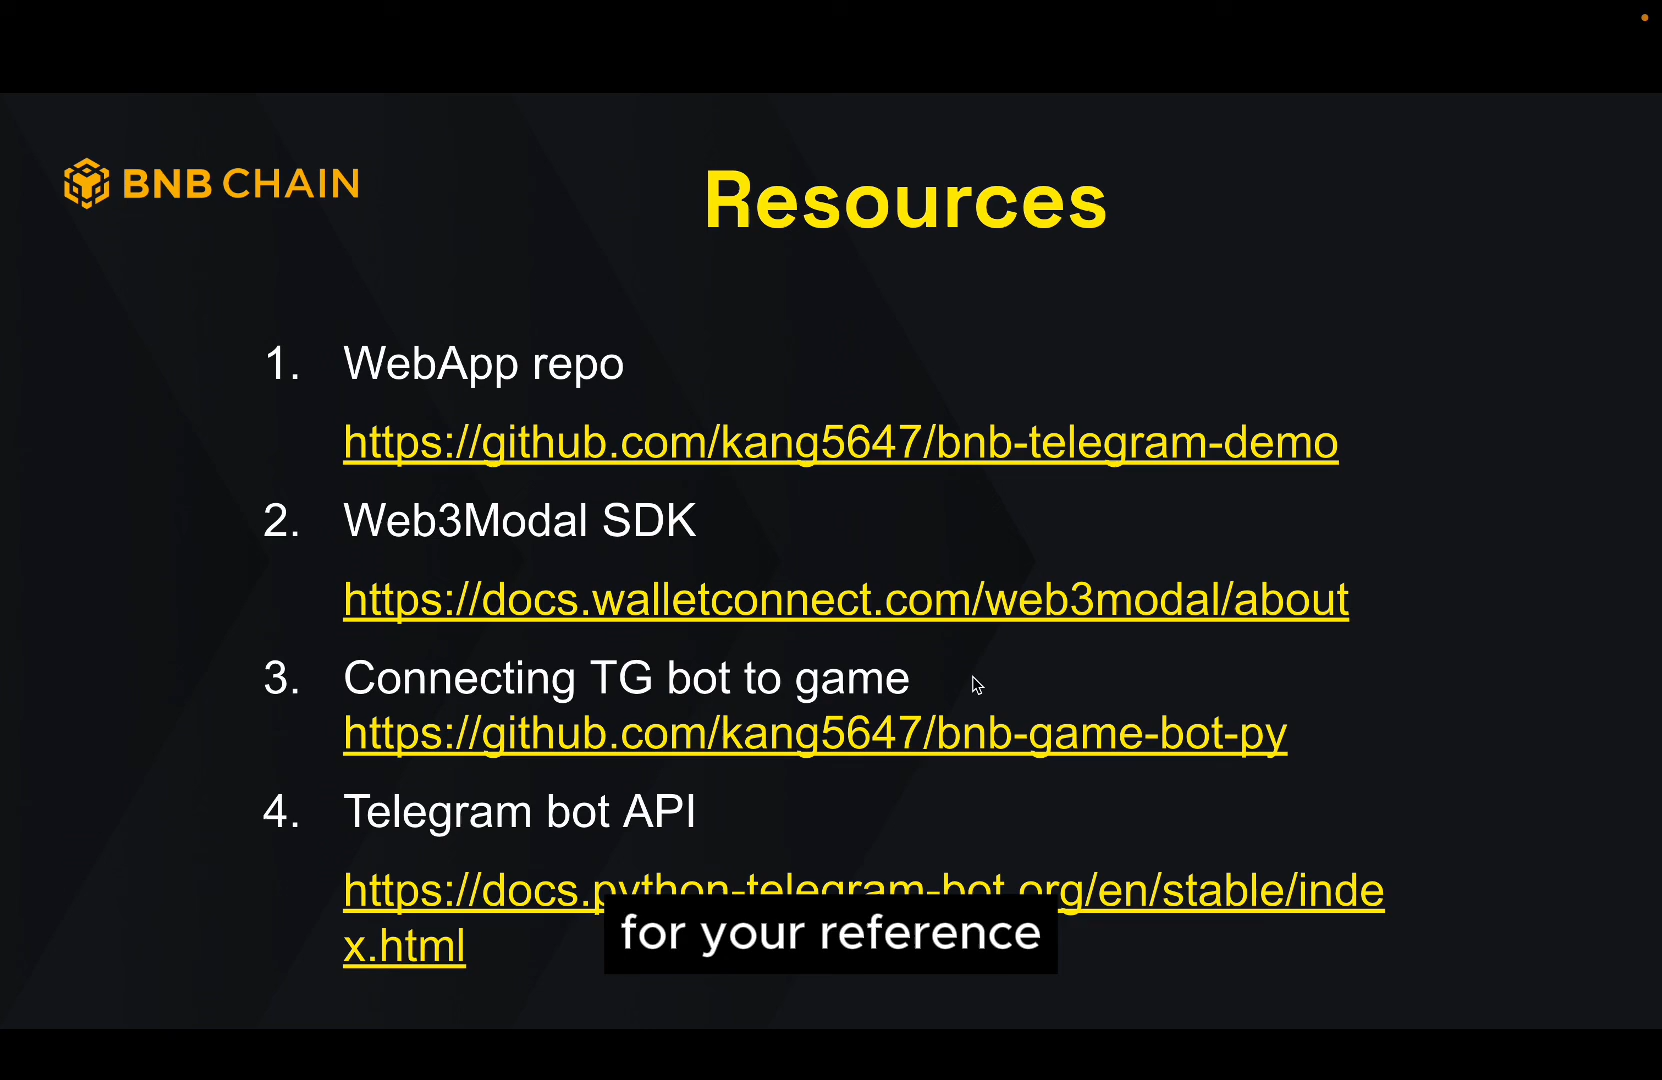 BNB CHAIN
Resources
1. WebApp repo
https://github.com/kang5647/bnb-telegram-demo
2. Web3Modal SDK
https://docs.walletconnect.com/web3modal/about
3. Connecting TG bot to game
https://github.com/kang5647/bnb-game-bot-py
4. Telegram bot API
https://docs.python-telegram-bot.org/en/stable/inde
x.html
for your reference